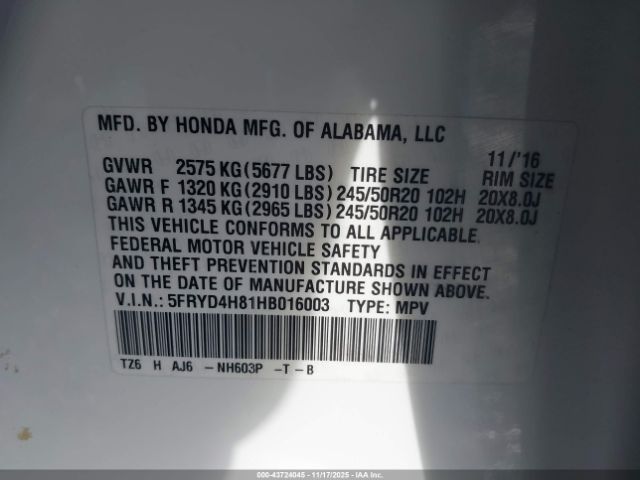 MFD. BY HONDA MFG. OF ALABAMA, LLC
11/'16
GVWR 2575 KG (5677 LBS) TIRE SIZE RIM SIZE
GAWR F 1320 KG (2910 LBS) 245/50R20 102H 20X8.0J
GAWR R 1345 KG (2965 LBS) 245/50R20 102H 20X8.0J
THIS VEHICLE CONFORMS TO ALL APPLICABLE
FEDERAL MOTOR VEHICLE SAFETY
AND THEFT PREVENTION STANDARDS IN EFFECT
ON THE DATE OF MANUFACTURE SHOWN ABOVE.
V.I.N.: 5FRYD4H81HB016003 TYPE: MPV
TZ6 H AJ6 - NH603P -T - B
000-43724045 - 11/17/2025 - IAAI.COM